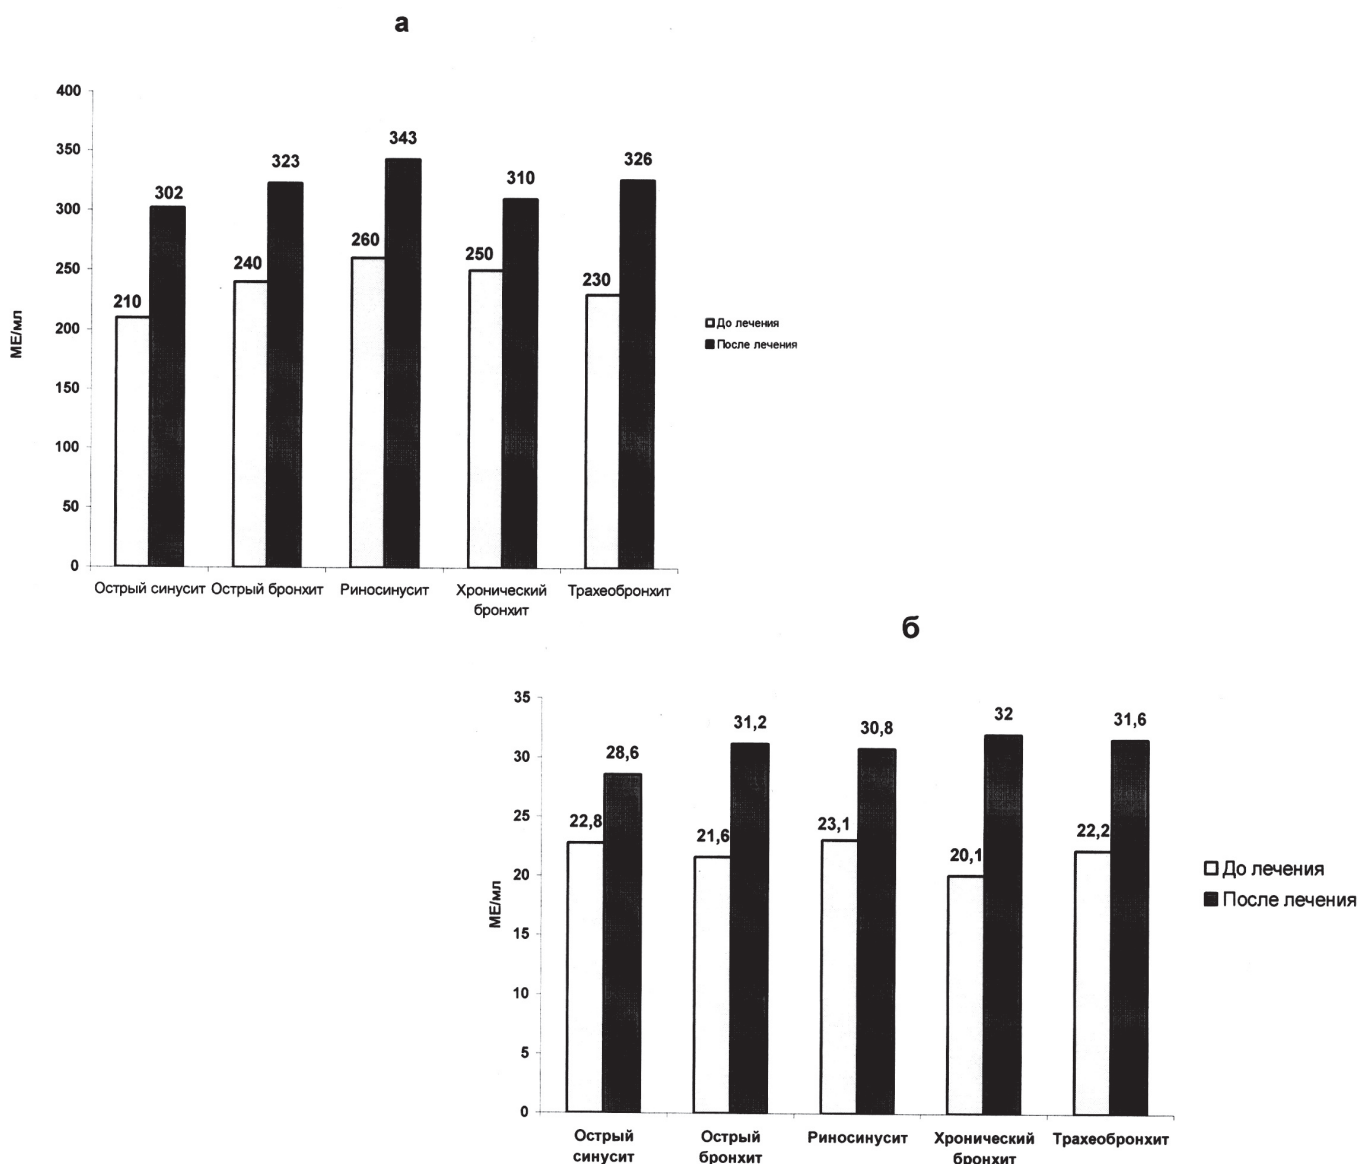 а
400
350
300
250
200
150
100
50
0
МЕ/мл
210
302
240
323
260
343
250
310
230
326
Острый синусит Острый бронхит Риносинусит Хронический бронхит Трахеобронхит
До лечения
После лечения
б
35
30
25
20
15
10
5
0
МЕ/мл
22,8
28,6
21,6
31,2
23,1
30,8
20,1
32
22,2
31,6
Острый синусит
Острый бронхит
Риносинусит
Хронический бронхит
Трахеобронхит
До лечения
После лечения